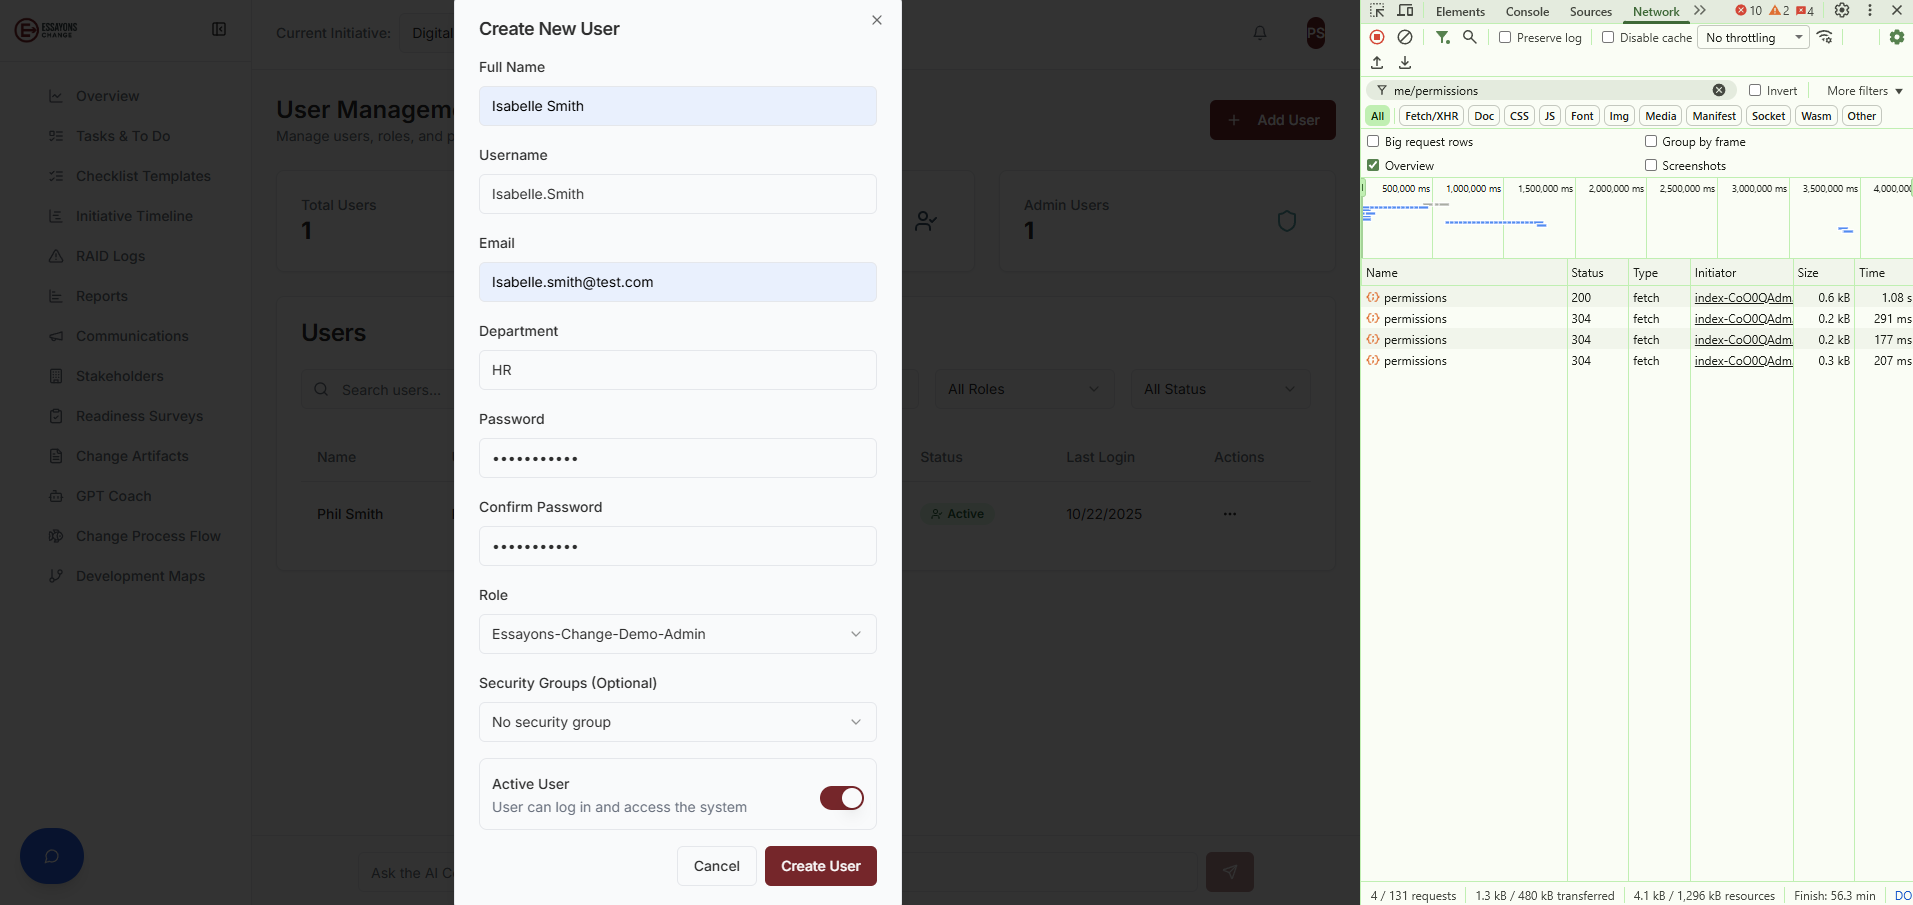 ESSAYONS
CHANGE
Current Initiative:
Digital
PS
Overview
Tasks & To Do
Checklist Templates
Initiative Timeline
RAID Logs
Reports
Communications
Stakeholders
Readiness Surveys
Change Artifacts
GPT Coach
Change Process Flow
Development Maps
User Managem
Manage users, roles, and p
Add User
Total Users
1
Admin Users
1
Users
Search users...
All Roles
All Status
Name
Status
Last Login
Actions
Phil Smith
Active
10/22/2025
Ask the AI C
Create New User
Full Name
Isabelle Smith
Username
Isabelle.Smith
Email
Isabelle.smith@test.com
Department
HR
Password
•••••••••••
Confirm Password
•••••••••••
Role
Essayons-Change-Demo-Admin
Security Groups (Optional)
No security group
Active User
User can log in and access the system
Cancel
Create User
Elements Console Sources Network 10 2 4
Preserve log Disable cache No throttling
me/permissions Invert More filters
All Fetch/XHR Doc CSS JS Font Img Media Manifest Socket Wasm Other
Big request rows Group by frame
Overview Screenshots
500,000 ms 1,000,000 ms 1,500,000 ms 2,000,000 ms 2,500,000 ms 3,000,000 ms 3,500,000 ms 4,000,00
Name Status Type Initiator Size Time
permissions 200 fetch index-CoO0QAdm. 0.6 kB 1.08 s
permissions 304 fetch index-CoO0QAdm. 0.2 kB 291 ms
permissions 304 fetch index-CoO0QAdm. 0.2 kB 177 ms
permissions 304 fetch index-CoO0QAdm. 0.3 kB 207 ms
4 / 131 requests 1.3 kB / 480 kB transferred 4.1 kB / 1,296 kB resources Finish: 56.3 min DO